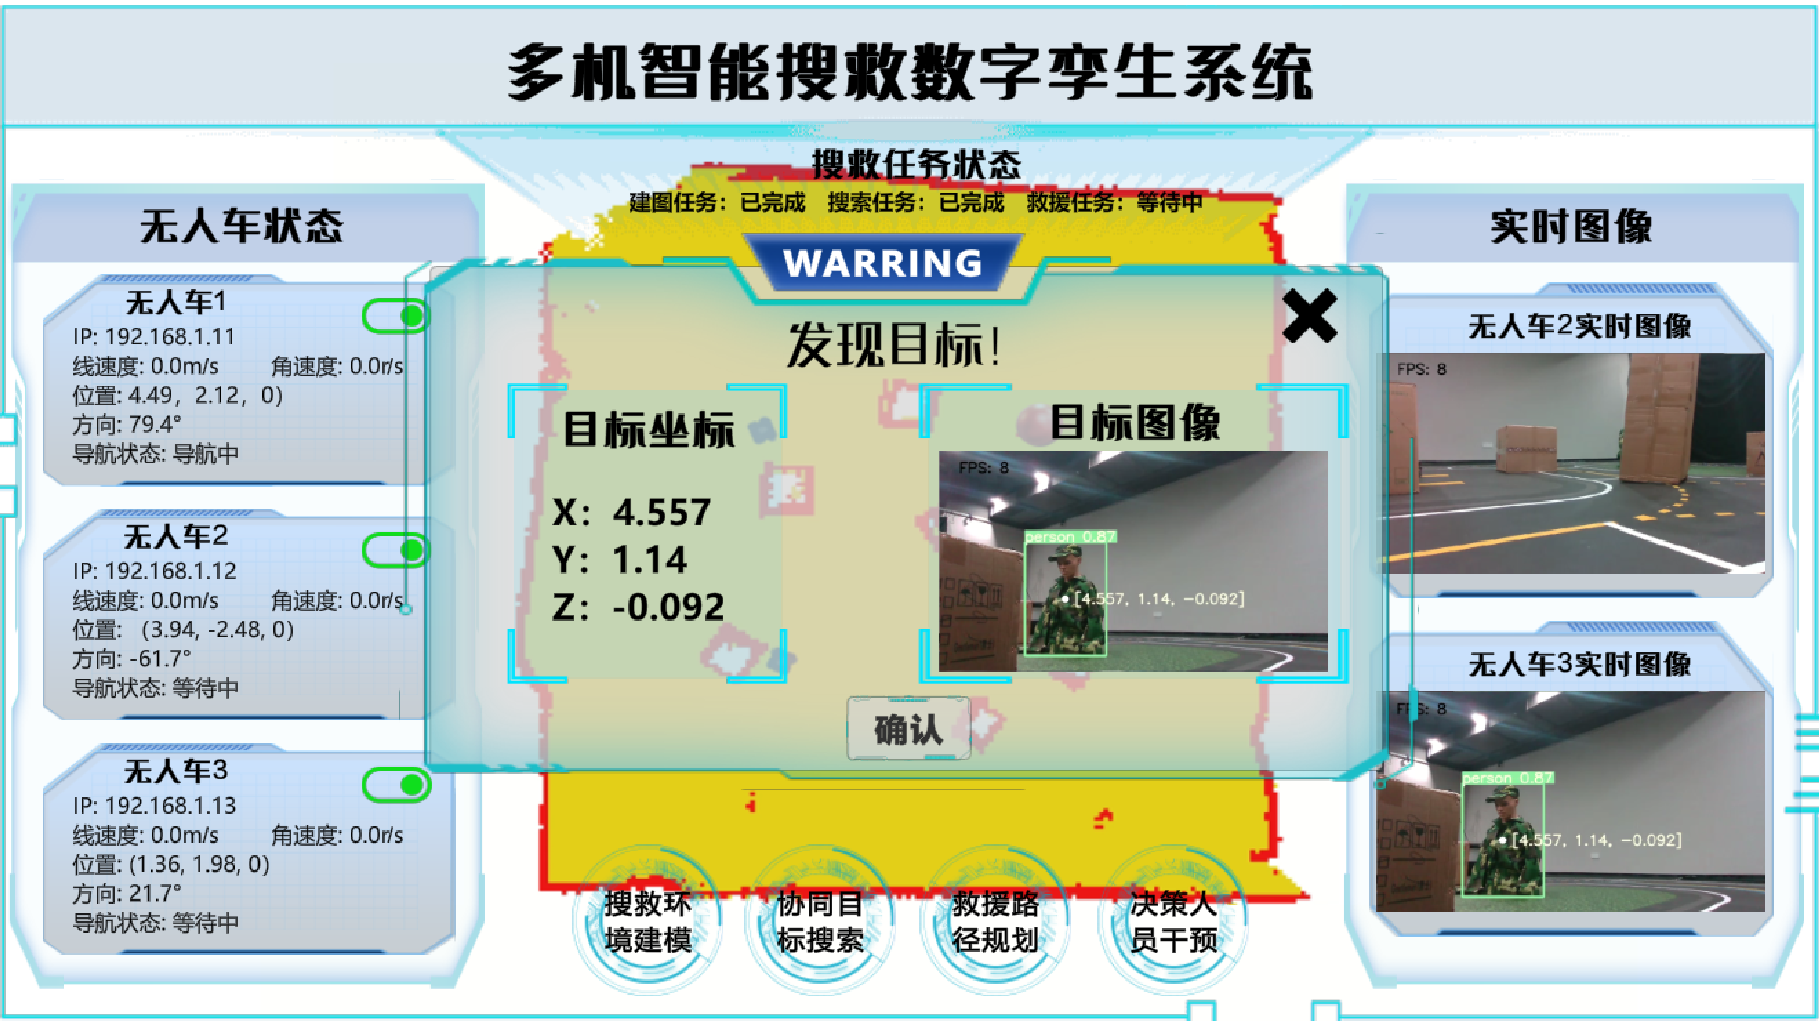 多机智能搜救数字孪生系统
搜救任务状态
建图任务：已完成 搜索任务：已完成 救援任务：等待中
无人车状态
无人车1
IP: 192.168.1.11
线速度: 0.0m/s 角速度: 0.0r/s
位置: 4.49，2.12，0)
方向: 79.4°
导航状态: 导航中
无人车2
IP: 192.168.1.12
线速度: 0.0m/s 角速度: 0.0r/s
位置: (3.94, -2.48, 0)
方向: -61.7°
导航状态: 等待中
无人车3
IP: 192.168.1.13
线速度: 0.0m/s 角速度: 0.0r/s
位置: (1.36, 1.98, 0)
方向: 21.7°
导航状态: 等待中
WARRING
发现目标！
目标坐标
X：4.557
Y：1.14
Z：-0.092
目标图像
FPS: 8
person 0.87
[4.557, 1.14, -0.092]
确认
实时图像
无人车2实时图像
FPS: 8
无人车3实时图像
FPS: 8
person 0.87
[4.557, 1.14, -0.092]
搜救环
境建模
协同目
标搜索
救援路
径规划
决策人
员干预